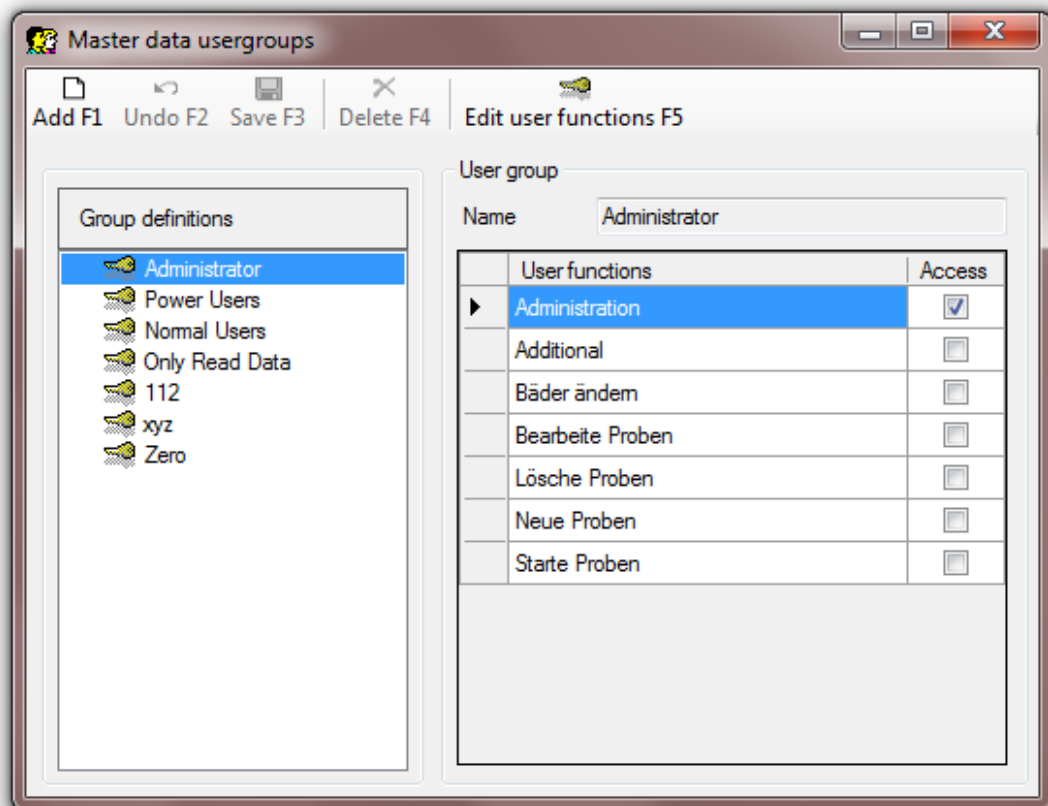 Master data usergroups
Add F1 Undo F2 Save F3 Delete F4 Edit user functions F5
Group definitions
Administrator
Power Users
Normal Users
Only Read Data
112
xyz
Zero
User group
Name Administrator
User functions Access
Administration
Additional
Bäder ändern
Bearbeite Proben
Lösche Proben
Neue Proben
Starte Proben